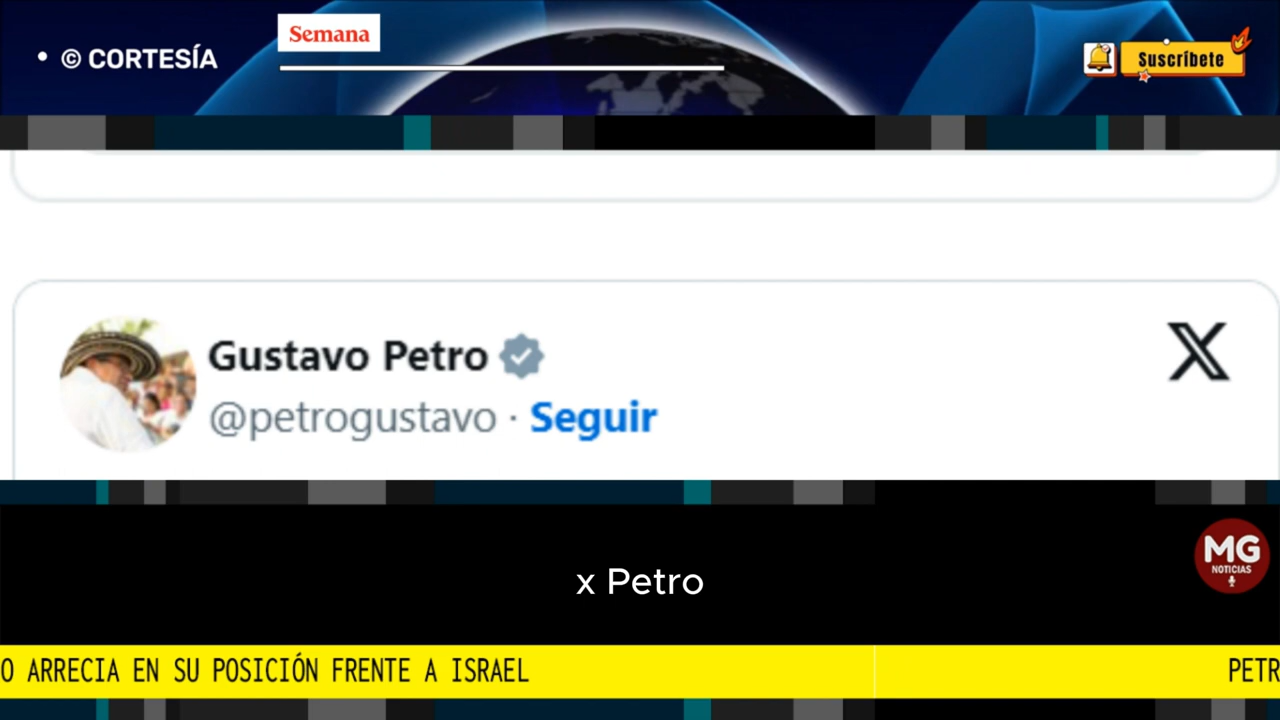 • © CORTESÍA
Semana
Suscríbete
Gustavo Petro
@petrogustavo · Seguir
x Petro
MG
NOTICIAS
O ARRECIA EN SU POSICIÓN FRENTE A ISRAEL
PETR